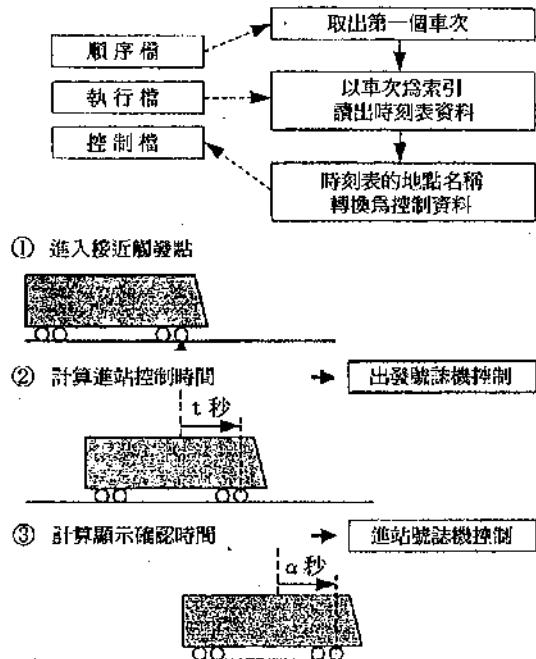 取出第一個車次
順序檔
執行檔
以車次爲索引
讀出時刻表資料
控制檔
時刻表的地點名稱
轉換爲控制資料
① 進入接近觸發點
② 計算進站控制時間
出發號誌機控制
t 秒
③ 計算顯示確認時間
進站號誌機控制
α 秒